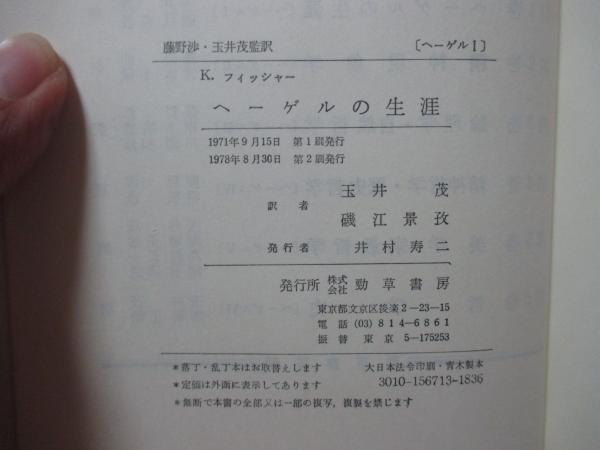 藤野渉・玉井茂監訳 〔ヘーゲルⅠ〕
K. フィッシャー
ヘーゲルの生涯
1971年9月15日 第1刷発行
1978年8月30日 第2刷発行
訳者 玉井茂
磯江景孜
発行者 井村寿二
発行所 株式会社 勁草書房
東京都文京区後楽2-23-15
電話 (03) 814-6861
振替 東京 5-175253
*落丁・乱丁本はお取替えします 大日本法令印刷・青木製本
*定価は外函に表示してあります 3010-156713-1836
*無断で本書の全部又は一部の複写,複製を禁じます